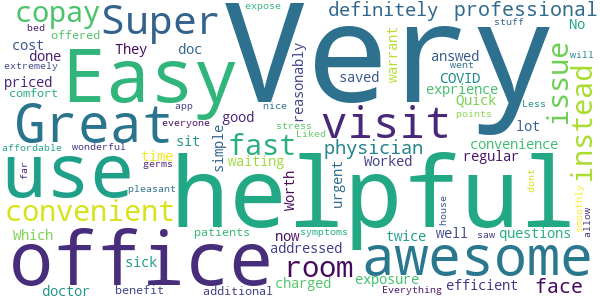 expose
stuff
copay
Super
Very
definitely
professional
bed
offered
cost
They
doc
No
done
answered
went
will
extremely
Easy
reasonably
saved
warrant
COVID
issue
instead
priced
comfort
app
nice
exprience
Quick
Less
Great
everyone
good
visit
stress
Liked
lot
points
use
simple
fast
physician
convenience
affordable
wonderful
sit
time
waiting
Worked
regular
far
germs
helpful
urgent
dont
smoothly
pleasant
Worth
convenient
house
allow
Which
office
patients
now
twice
well
saw
questions
symptoms
addressed
awesome
sick
room
doctor
benefit
additional
charged
exposure
Everything
efficient
face